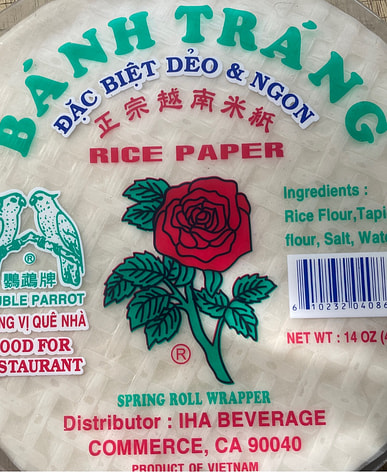 BÁNH TRÁNG
ĐẶC BIỆT DẺO & NGON
正宗越南米紙
RICE PAPER
®
鸚鵡牌
UBLE PARROT
NG VỊ QUÊ NHÀ
OOD FOR
STAURANT
Ingredients :
Rice Flour,Tapi
flour, Salt, Wate
6 10232 04086
NET WT : 14 OZ (4
®
SPRING ROLL WRAPPER
Distributor : IHA BEVERAGE
COMMERCE, CA 90040
PRODUCT OF VIETNAM